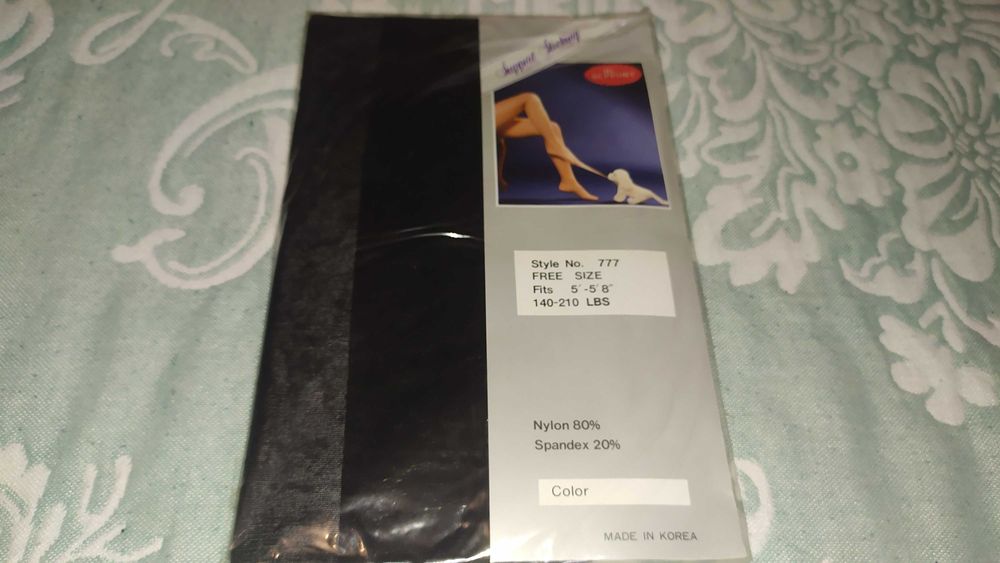 Support Stocking
SUPPORT
Style No. 777
FREE SIZE
Fits 5´-5´8"
140-210 LBS
Nylon 80%
Spandex 20%
Color
MADE IN KOREA